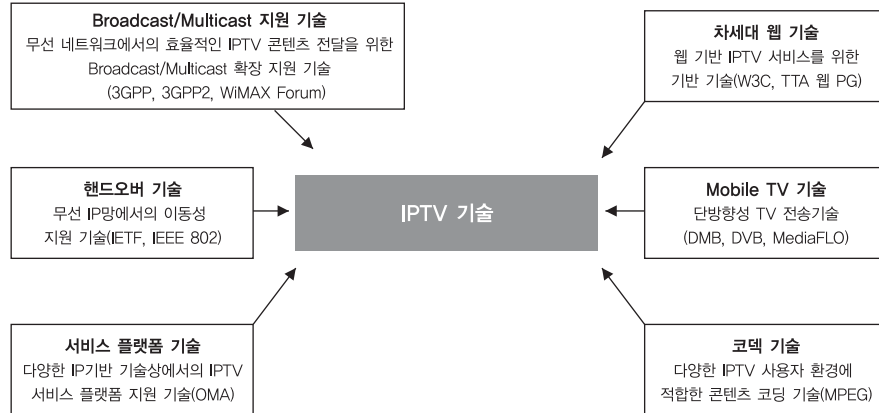 Broadcast/Multicast 지원 기술
무선 네트워크에서의 효율적인 IPTV 콘텐츠 전달을 위한
Broadcast/Multicast 확장 지원 기술
(3GPP, 3GPP2, WiMAX Forum)
차세대 웹 기술
웹 기반 IPTV 서비스를 위한
기반 기술(W3C, TTA 웹 PG)
핸드오버 기술
무선 IP망에서의 이동성
지원 기술(IETF, IEEE 802)
IPTV 기술
Mobile TV 기술
단방향성 TV 전송기술
(DMB, DVB, MediaFLO)
서비스 플랫폼 기술
다양한 IP기반 기술상에서의 IPTV
서비스 플랫폼 지원 기술(OMA)
코덱 기술
다양한 IPTV 사용자 환경에
적합한 콘텐츠 코딩 기술(MPEG)